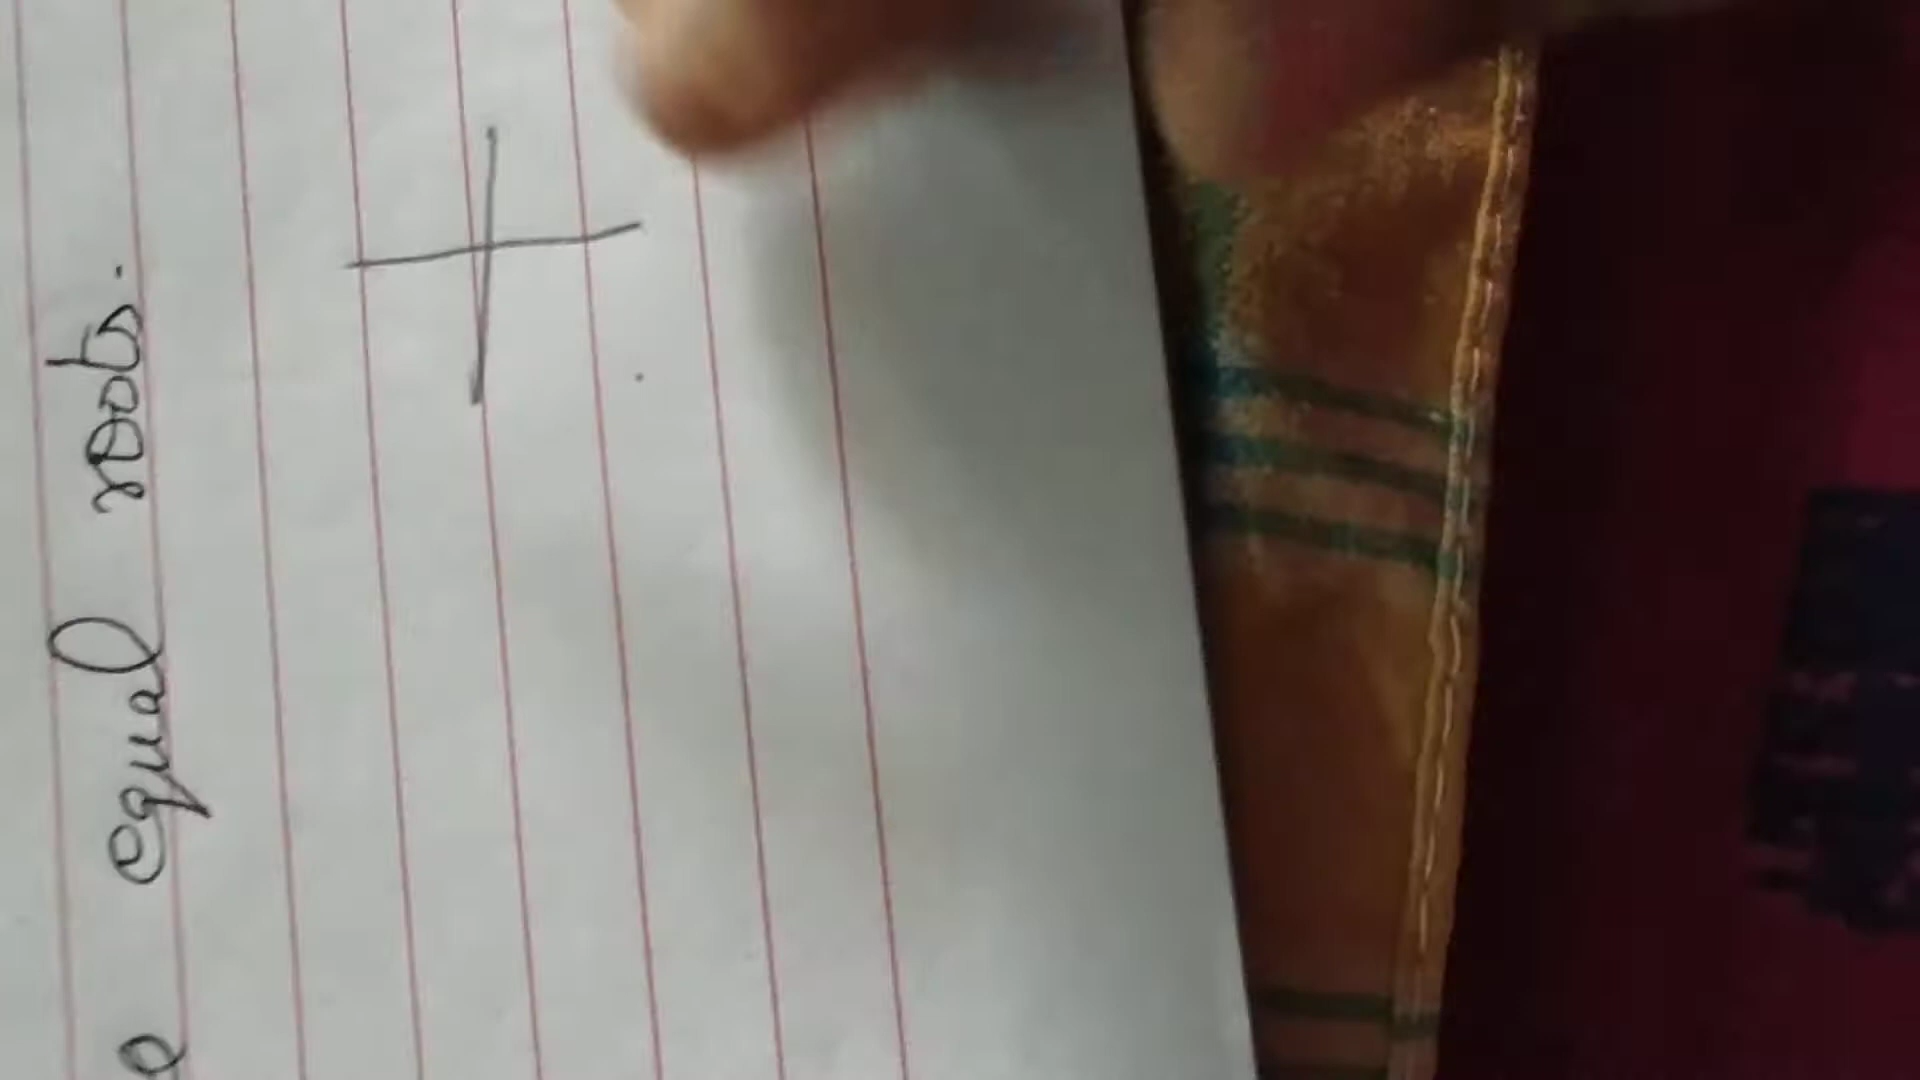 equal roots.
+